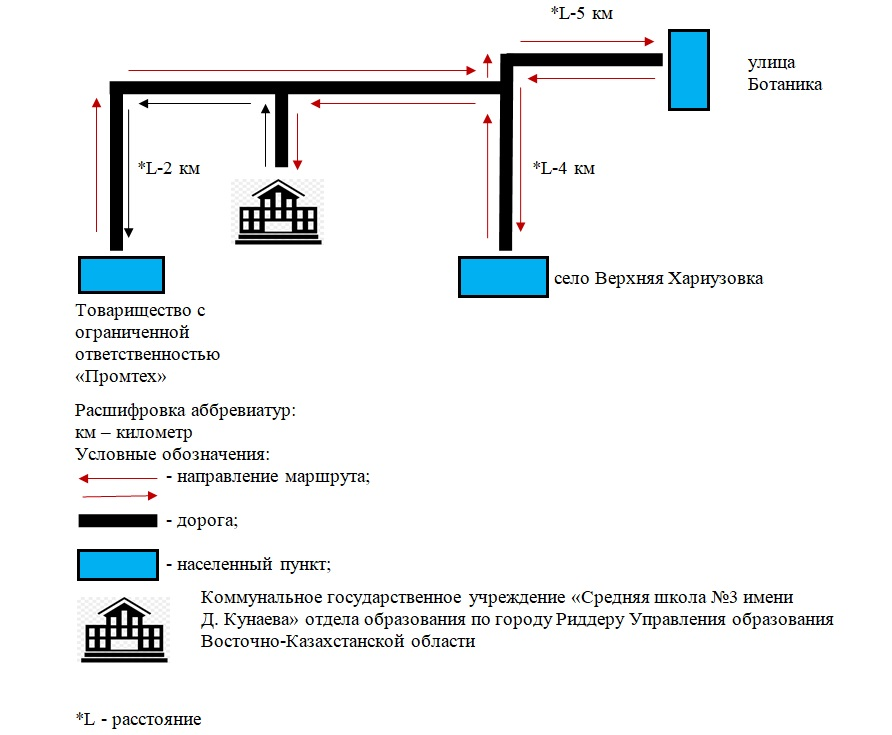 *L-5 км
улица
Ботаника
*L-2 км
*L-4 км
село Верхняя Хариузовка
Товарищество с
ограниченной
ответственностью
«Промтех»
Расшифровка аббревиатур:
км – километр
Условные обозначения:
- направление маршрута;
- дорога;
- населенный пункт;
Коммунальное государственное учреждение «Средняя школа №3 имени
Д. Кунаева» отдела образования по городу Риддеру Управления образования
Восточно-Казахстанской области
*L - расстояние